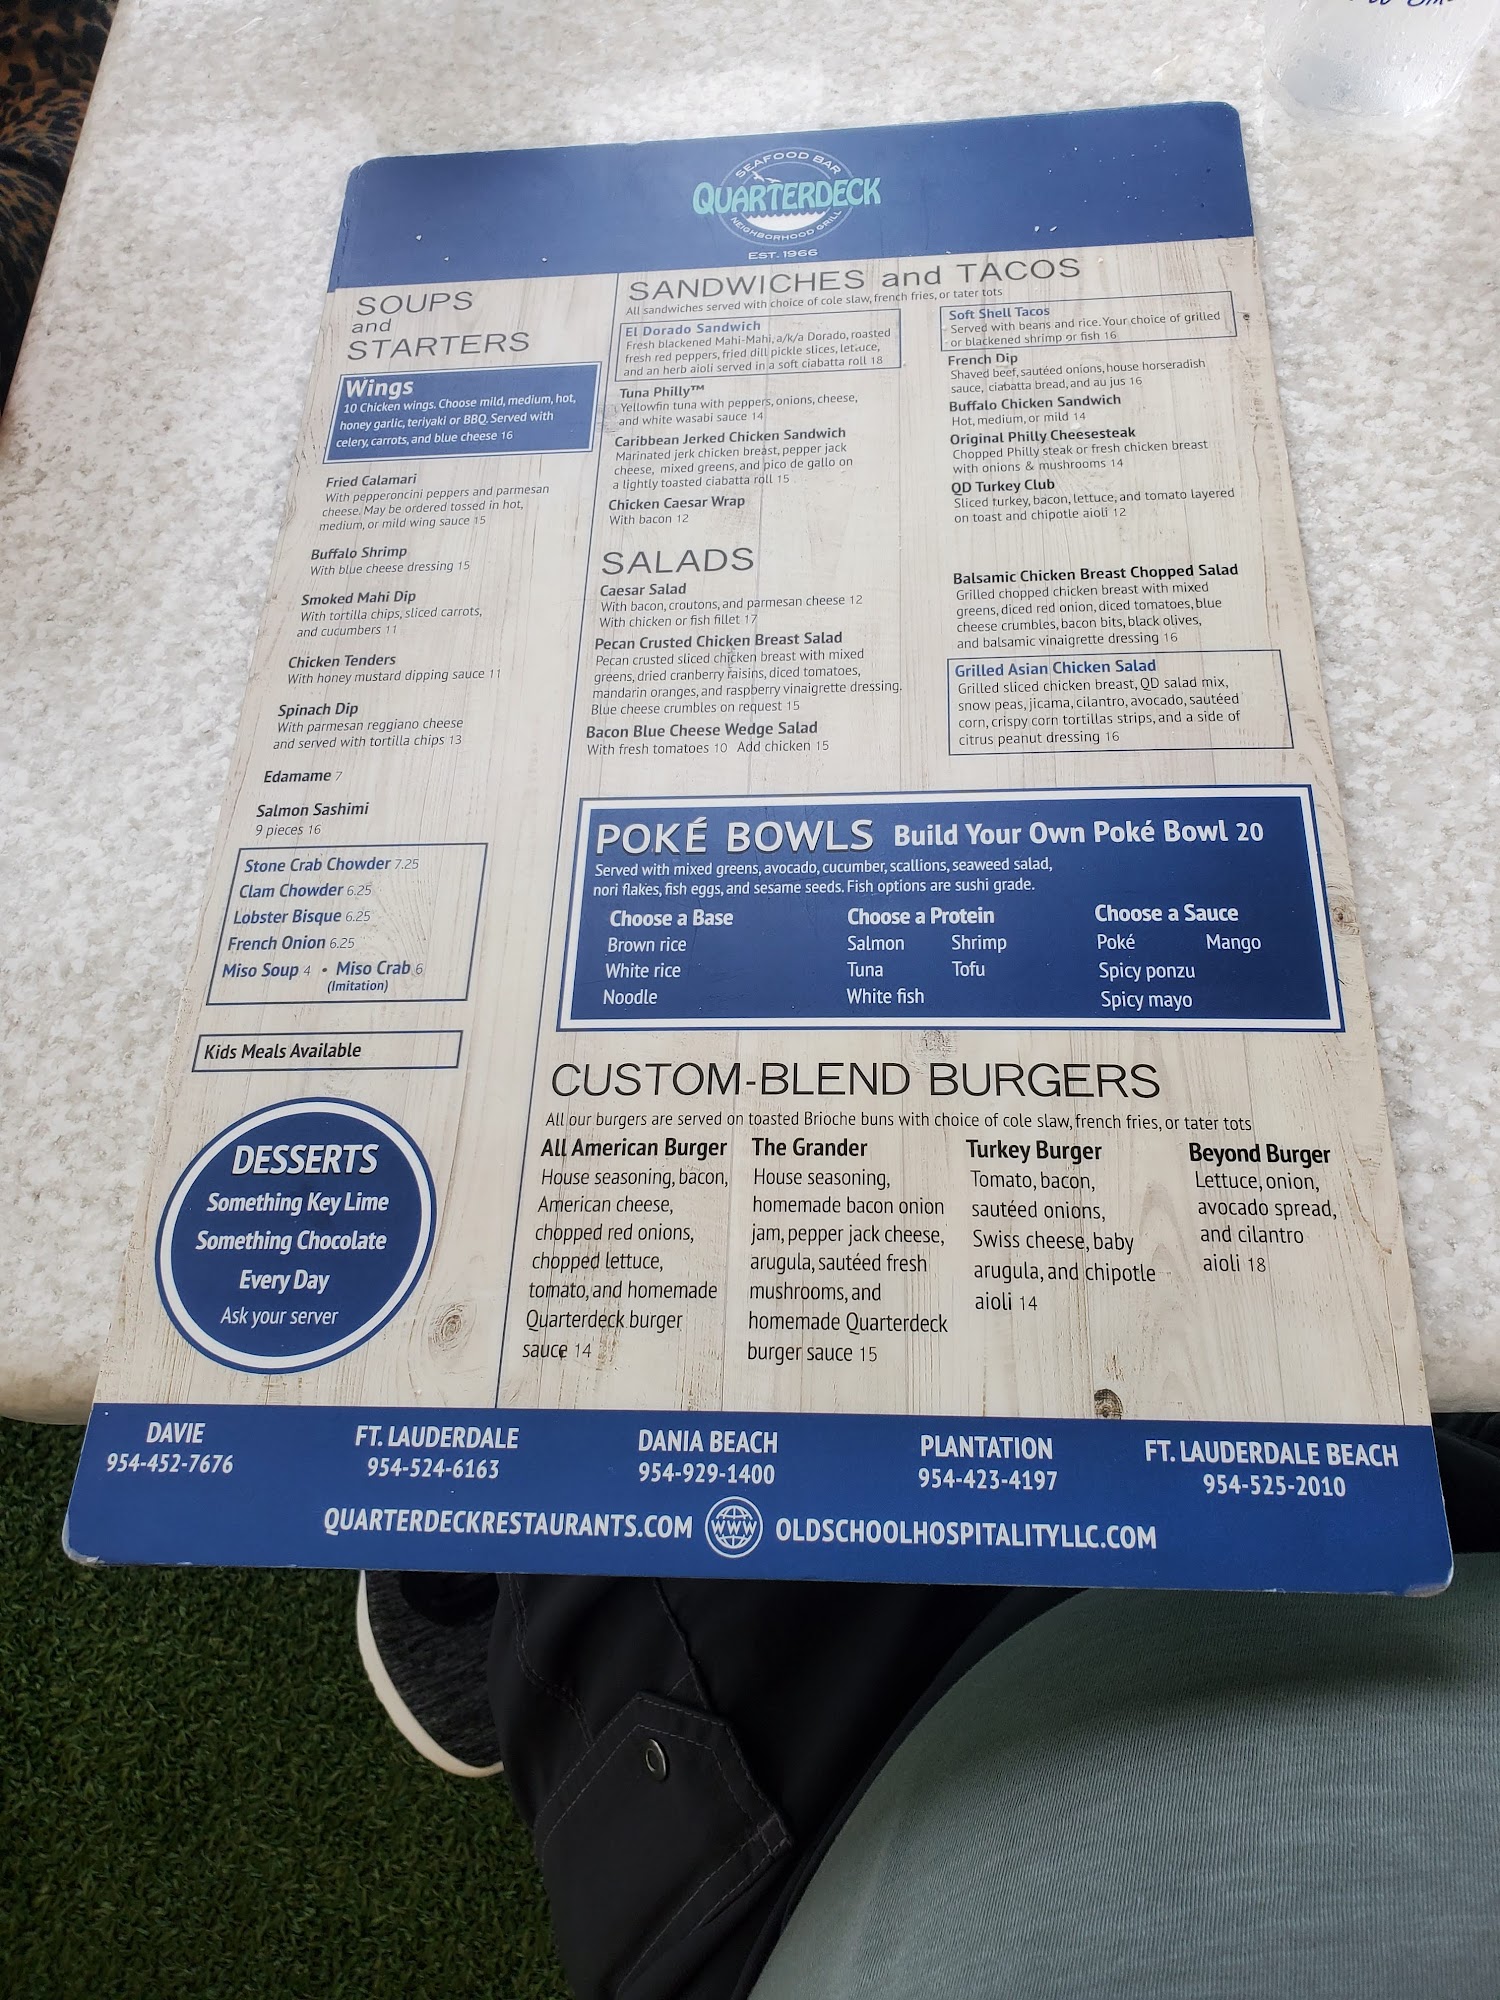 SEAFOOD BAR
QUARTERDECK
NEIGHBORHOOD GRILL
EST. 1966
SOUPS
and
STARTERS
Wings
10 Chicken wings. Choose mild, medium, hot,
honey garlic, teriyaki or BBQ. Served with
celery, carrots, and blue cheese 16
Fried Calamari
With pepperoncini peppers and parmesan
cheese. May be ordered tossed in hot,
medium, or mild wing sauce 15
Buffalo Shrimp
With blue cheese dressing 15
Smoked Mahi Dip
With tortilla chips, sliced carrots,
and cucumbers 11
Chicken Tenders
With honey mustard dipping sauce 11
Spinach Dip
With parmesan reggiano cheese
and served with tortilla chips 13
Edamame 7
Salmon Sashimi
9 pieces 16
Stone Crab Chowder 7.25
Clam Chowder 6.25
Lobster Bisque 6.25
French Onion 6.25
Miso Soup 4 • Miso Crab 6
(Imitation)
Kids Meals Available
DESSERTS
Something Key Lime
Something Chocolate
Every Day
Ask your server
SANDWICHES and TACOS
All sandwiches served with choice of cole slaw, french fries, or tater tots
El Dorado Sandwich
Fresh blackened Mahi-Mahi, a/k/a Dorado, roasted
fresh red peppers, fried dill pickle slices, lettuce,
and an herb aioli served in a soft ciabatta roll 18
Tuna Philly™
Yellowfin tuna with peppers, onions, cheese,
and white wasabi sauce 14
Caribbean Jerked Chicken Sandwich
Marinated jerk chicken breast, pepper jack
cheese, mixed greens, and pico de gallo on
a lightly toasted ciabatta roll 15
Chicken Caesar Wrap
With bacon 12
Soft Shell Tacos
Served with beans and rice. Your choice of grilled
or blackened shrimp or fish 16
French Dip
Shaved beef, sautéed onions, house horseradish
sauce, ciabatta bread, and au jus 16
Buffalo Chicken Sandwich
Hot, medium, or mild 14
Original Philly Cheesesteak
Chopped Philly steak or fresh chicken breast
with onions & mushrooms 14
QD Turkey Club
Sliced turkey, bacon, lettuce, and tomato layered
on toast and chipotle aioli 12
SALADS
Caesar Salad
With bacon, croutons, and parmesan cheese 12
With chicken or fish fillet 17
Pecan Crusted Chicken Breast Salad
Pecan crusted sliced chicken breast with mixed
greens, dried cranberry raisins, diced tomatoes,
mandarin oranges, and raspberry vinaigrette dressing.
Blue cheese crumbles on request 15
Bacon Blue Cheese Wedge Salad
With fresh tomatoes 10 Add chicken 15
Balsamic Chicken Breast Chopped Salad
Grilled chopped chicken breast with mixed
greens, diced red onion, diced tomatoes, blue
cheese crumbles, bacon bits, black olives,
and balsamic vinaigrette dressing 16
Grilled Asian Chicken Salad
Grilled sliced chicken breast, QD salad mix,
snow peas, jicama, cilantro, avocado, sautéed
corn, crispy corn tortillas strips, and a side of
citrus peanut dressing 16
POKÉ BOWLS Build Your Own Poké Bowl 20
Served with mixed greens, avocado, cucumber, scallions, seaweed salad,
nori flakes, fish eggs, and sesame seeds. Fish options are sushi grade.
Choose a Base
Brown rice
White rice
Noodle
Choose a Protein
Salmon Shrimp
Tuna Tofu
White fish
Choose a Sauce
Poké Mango
Spicy ponzu
Spicy mayo
CUSTOM-BLEND BURGERS
All our burgers are served on toasted Brioche buns with choice of cole slaw, french fries, or tater tots
All American Burger
House seasoning, bacon,
American cheese,
chopped red onions,
chopped lettuce,
tomato, and homemade
Quarterdeck burger
sauce 14
The Grander
House seasoning,
homemade bacon onion
jam, pepper jack cheese,
arugula, sautéed fresh
mushrooms, and
homemade Quarterdeck
burger sauce 15
Turkey Burger
Tomato, bacon,
sautéed onions,
Swiss cheese, baby
arugula, and chipotle
aioli 14
Beyond Burger
Lettuce, onion,
avocado spread,
and cilantro
aioli 18
DAVIE
954-452-7676
FT. LAUDERDALE
954-524-6163
DANIA BEACH
954-929-1400
PLANTATION
954-423-4197
FT. LAUDERDALE BEACH
954-525-2010
QUARTERDECKRESTAURANTS.COM WWW OLDSCHOOLHOSPITALITYLLC.COM